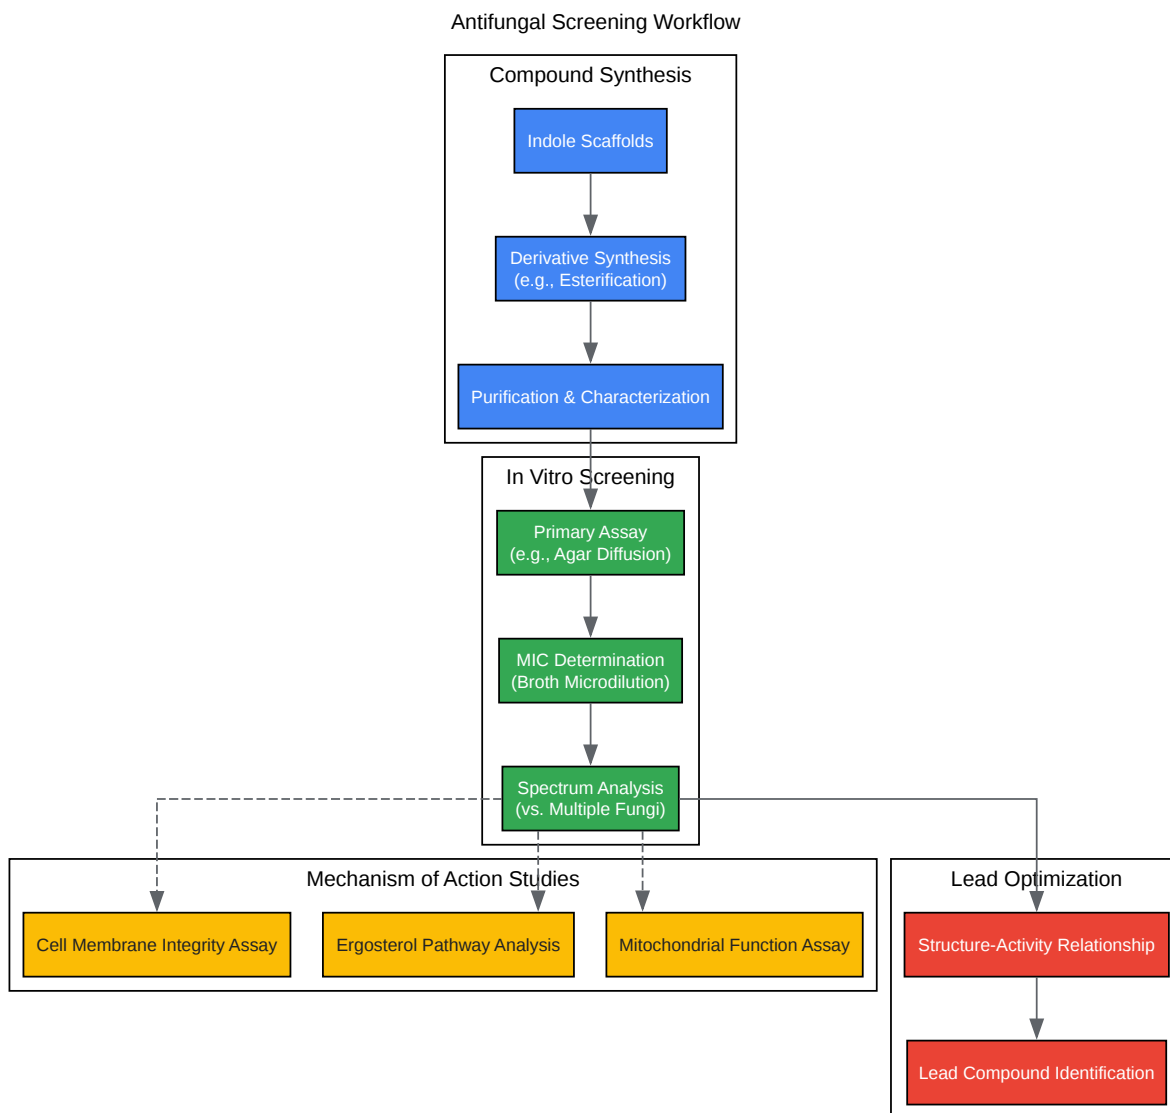 Antifungal Screening Workflow
Compound Synthesis
Indole Scaffolds
Derivative Synthesis
(e.g., Esterification)
Purification & Characterization
In Vitro Screening
Primary Assay
(e.g., Agar Diffusion)
MIC Determination
(Broth Microdilution)
Spectrum Analysis
(vs. Multiple Fungi)
Mechanism of Action Studies
Cell Membrane Integrity Assay
Ergosterol Pathway Analysis
Mitochondrial Function Assay
Lead Optimization
Structure-Activity Relationship
Lead Compound Identification